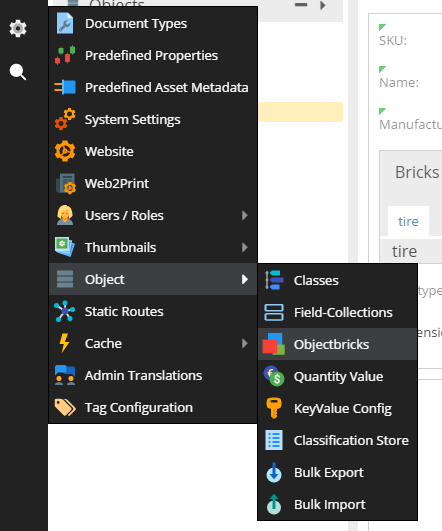 Objects
Document Types
Predefined Properties
Predefined Asset Metadata
System Settings
Website
Web2Print
Users / Roles
Thumbnails
Object
Static Routes
Cache
Admin Translations
Tag Configuration
Classes
Field-Collections
Objectbricks
Quantity Value
KeyValue Config
Classification Store
Bulk Export
Bulk Import
SKU:
Name:
Manufactu
Bricks
tire
tire
type
ensi